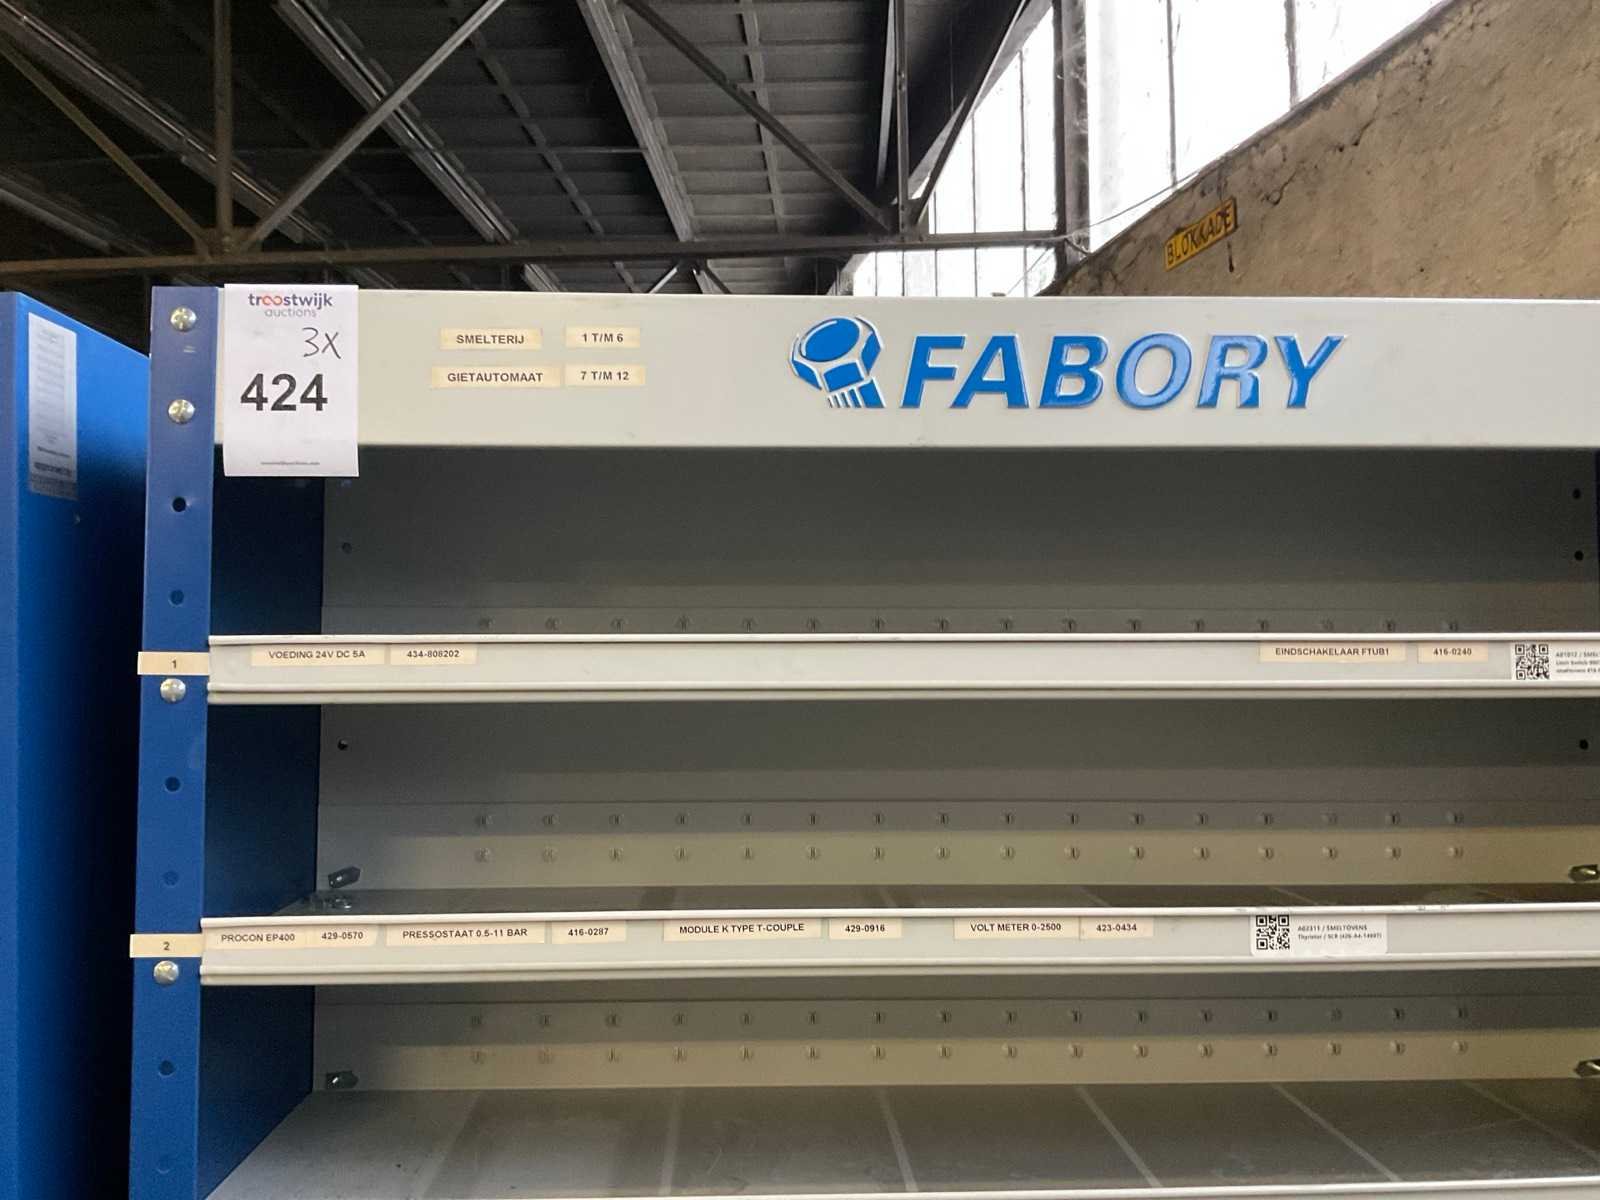 BLOKKADE
troostwijk
auctions
3X
424
SMELTERIJ 1 T/M 6
GIETAUTOMAAT 7 T/M 12
FABORY
1
VOEDING 24V DC 5A 434-808202
EINDSCHAKELAAR FTUB1 416-0240
2
PROCON EP400 429-0570 PRESSOSTAAT 0.5-11 BAR 416-0287 MODULE K TYPE T-COUPLE 429-0916 VOLT METER 0-2500 423-0434
A02311 / SMELTOVENS